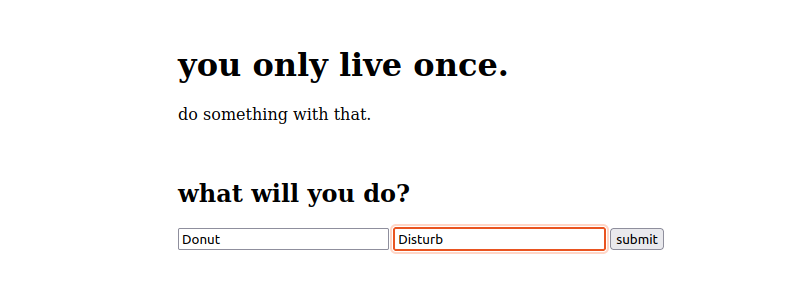 you only live once.
do something with that.
what will you do?
Donut Disturb submit